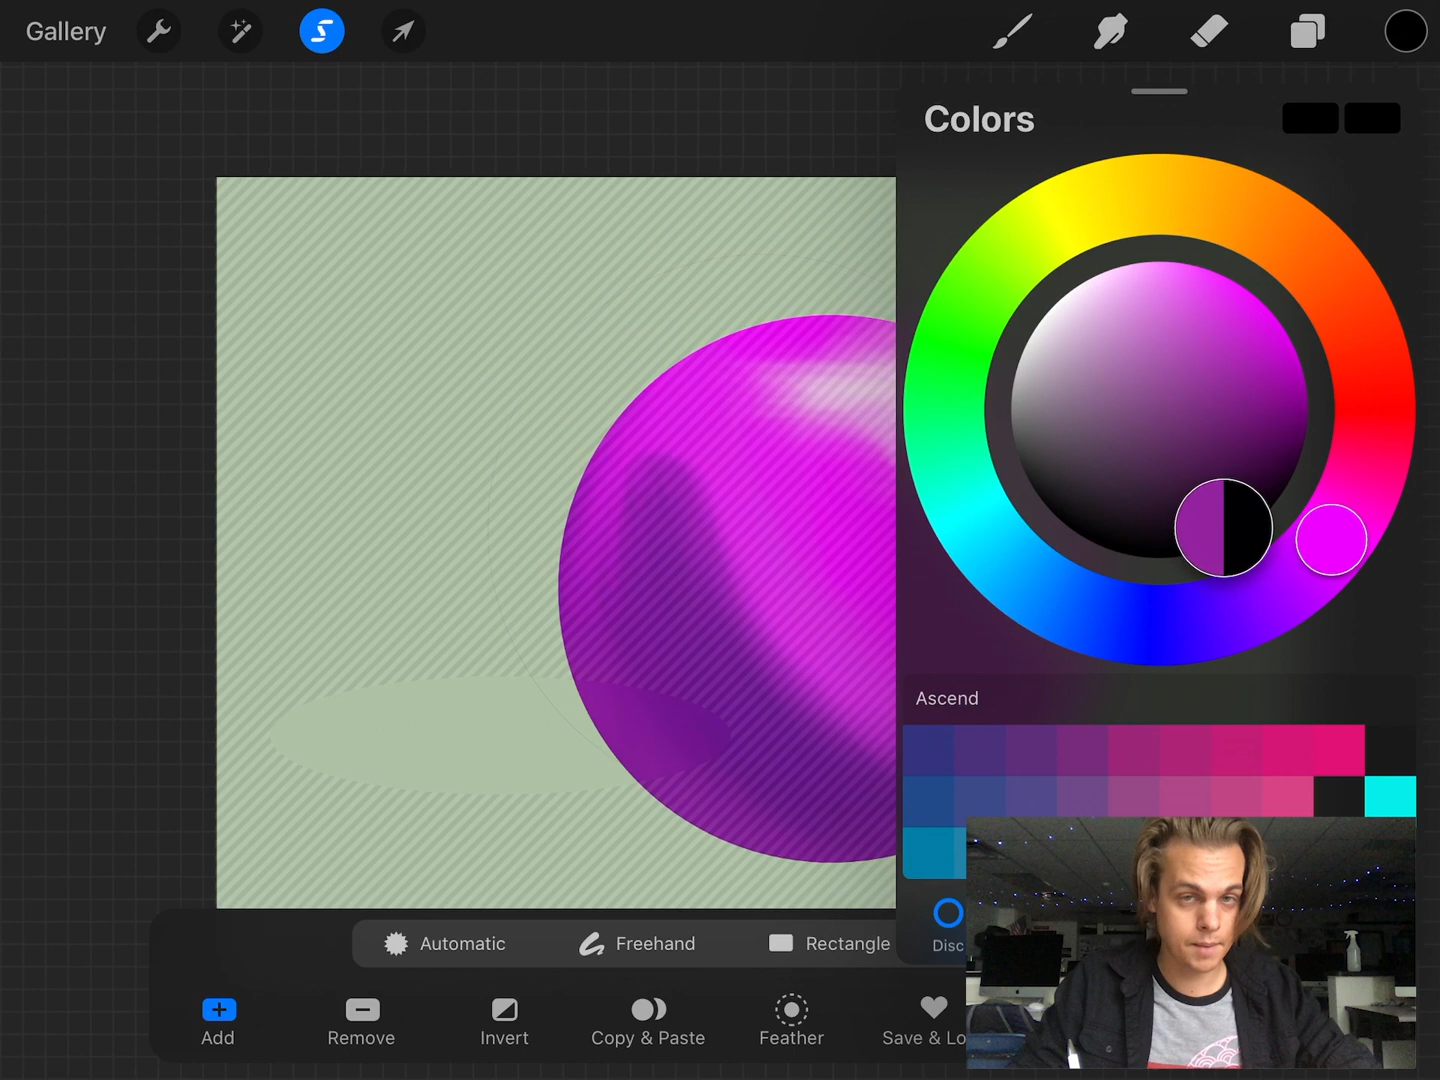 Gallery
Colors
Ascend
Disc
Automatic
Freehand
Rectangle
Add
Remove
Invert
Copy & Paste
Feather
Save & Lo